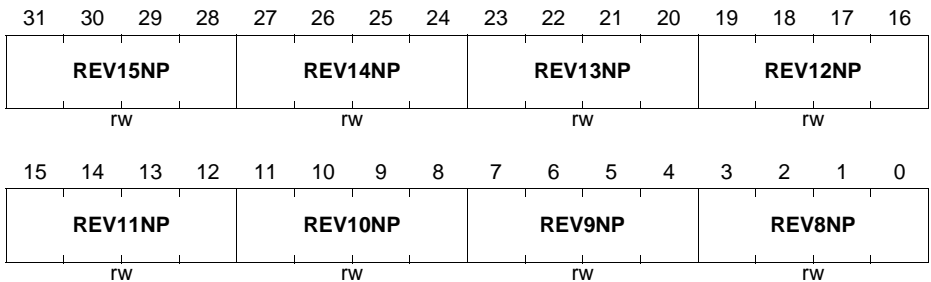 31 30 29 28 27 26 25 24 23 22 21 20 19 18 17 16
REV15NP REV14NP REV13NP REV12NP
rw rw rw rw
15 14 13 12 11 10 9 8 7 6 5 4 3 2 1 0
REV11NP REV10NP REV9NP REV8NP
rw rw rw rw